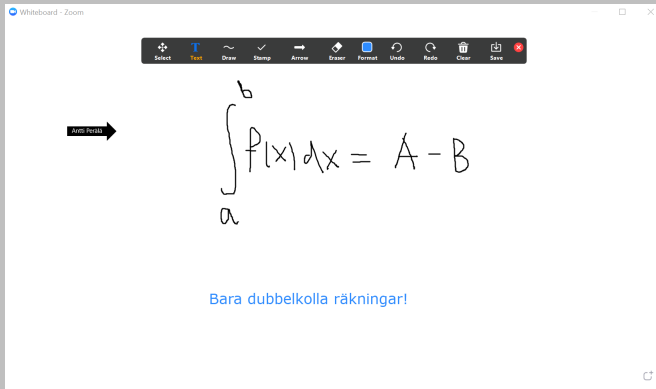 Whiteboard - Zoom
Select Text Draw Stamp Arrow Eraser Format Undo Redo Clear Save
b
Antti Perälä
∫f(x)dx = A - B
a
Bara dubbelkolla räkningar!